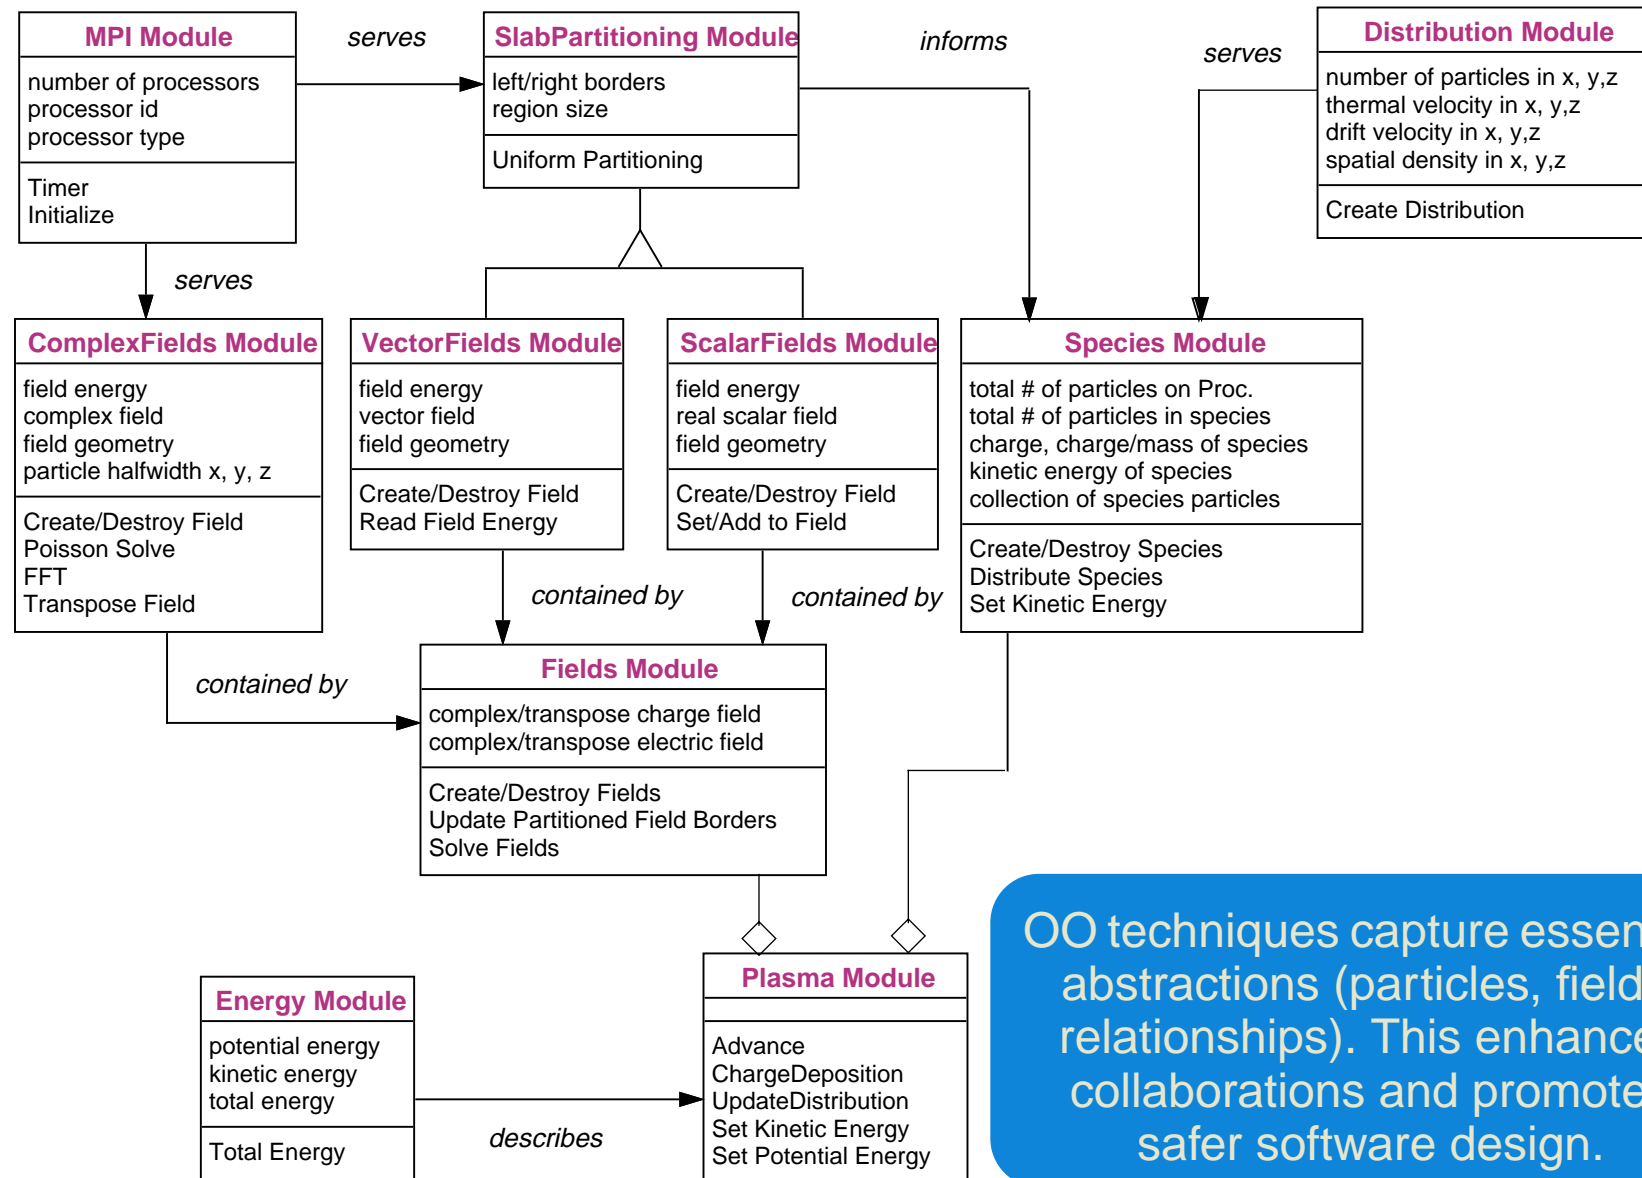 MPI Module
number of processors
processor id
processor type
Timer
Initialize
serves
SlabPartitioning Module
left/right borders
region size
Uniform Partitioning
informs
serves
Distribution Module
number of particles in x, y,z
thermal velocity in x, y,z
drift velocity in x, y,z
spatial density in x, y,z
Create Distribution
serves
ComplexFields Module
field energy
complex field
field geometry
particle halfwidth x, y, z
Create/Destroy Field
Poisson Solve
FFT
Transpose Field
VectorFields Module
field energy
vector field
field geometry
Create/Destroy Field
Read Field Energy
ScalarFields Module
field energy
real scalar field
field geometry
Create/Destroy Field
Set/Add to Field
Species Module
total # of particles on Proc.
total # of particles in species
charge, charge/mass of species
kinetic energy of species
collection of species particles
Create/Destroy Species
Distribute Species
Set Kinetic Energy
contained by
contained by
contained by
Fields Module
complex/transpose charge field
complex/transpose electric field
Create/Destroy Fields
Update Partitioned Field Borders
Solve Fields
Energy Module
potential energy
kinetic energy
total energy
Total Energy
describes
Plasma Module
Advance
ChargeDeposition
UpdateDistribution
Set Kinetic Energy
Set Potential Energy
OO techniques capture
abstractions (particles,
relationships). This
collaborations and
safer software design.